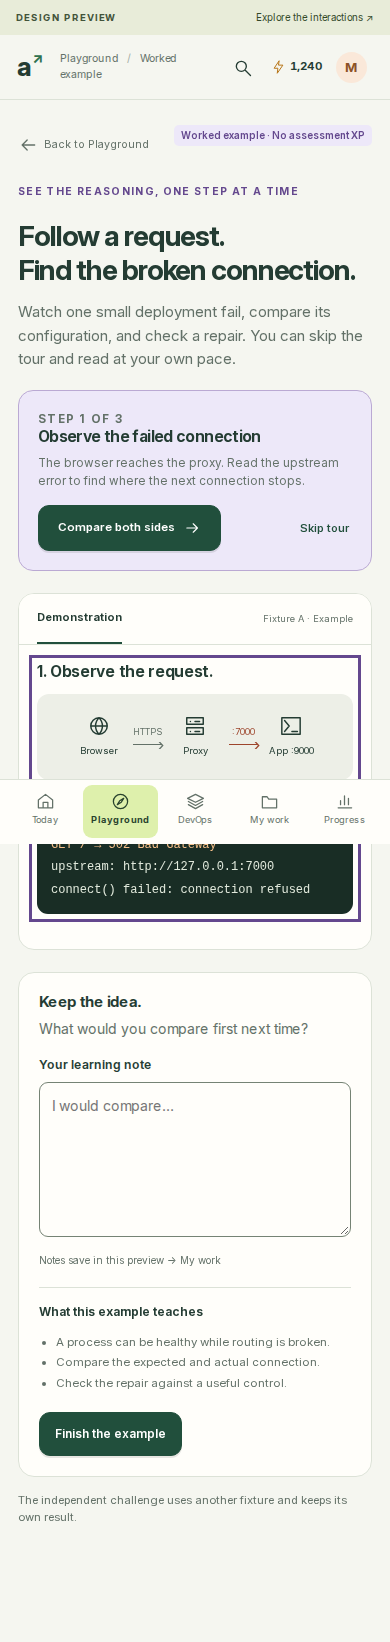 DESIGN PREVIEW
Explore the interactions ↗
a↗
Playground / Worked
example
1,240
M
← Back to Playground
Worked example · No assessment XP
SEE THE REASONING, ONE STEP AT A TIME
Follow a request.
Find the broken connection.
Watch one small deployment fail, compare its
configuration, and check a repair. You can skip the
tour and read at your own pace.
STEP 1 OF 3
Observe the failed connection
The browser reaches the proxy. Read the upstream
error to find where the next connection stops.
Compare both sides →
Skip tour
Demonstration
Fixture A · Example
1. Observe the request.
HTTPS
:7000
Browser
Proxy
App :9000
Today
Playground
DevOps
My work
Progress
GET / → 502 Bad Gateway
upstream: http://127.0.0.1:7000
connect() failed: connection refused
Keep the idea.
What would you compare first next time?
Your learning note
I would compare...
Notes save in this preview → My work
What this example teaches
• A process can be healthy while routing is broken.
• Compare the expected and actual connection.
• Check the repair against a useful control.
Finish the example
The independent challenge uses another fixture and keeps its
own result.